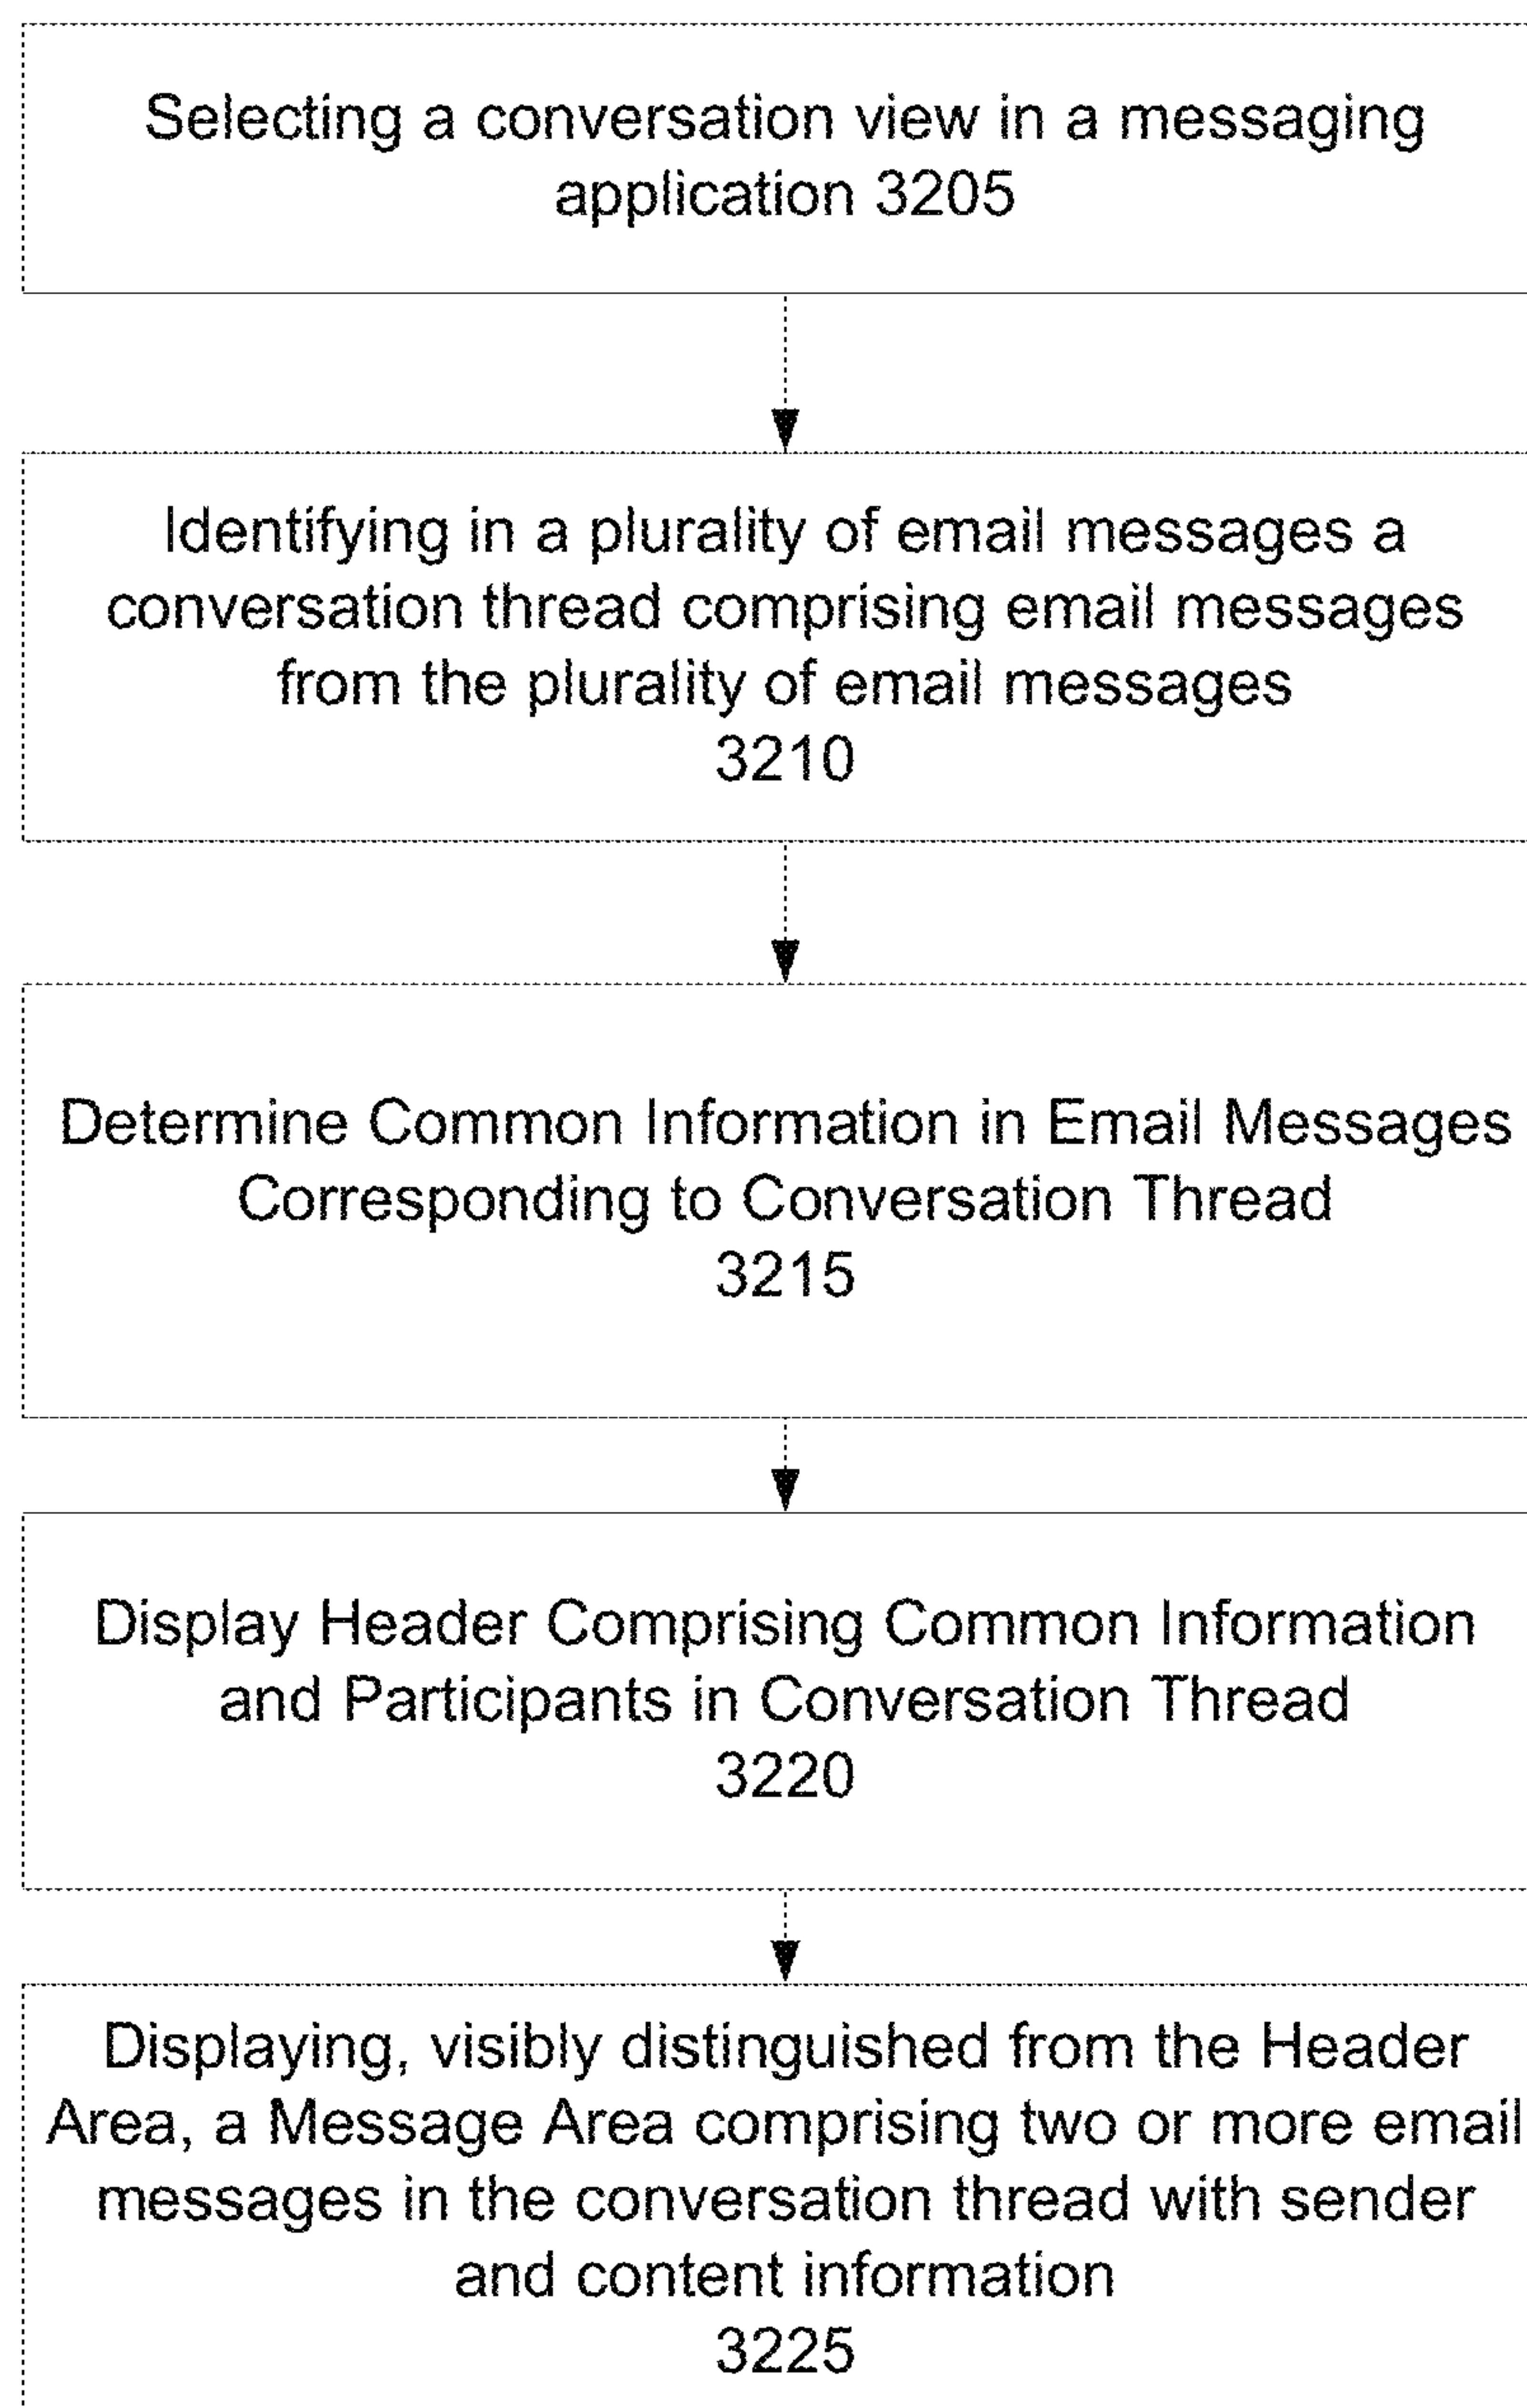 Selecting a conversation view in a messaging
application 3205
Identifying in a plurality of email messages a
conversation thread comprising email messages
from the plurality of email messages
3210
Determine Common Information in Email Messages
Corresponding to Conversation Thread
3215
Display Header Comprising Common Information
and Participants in Conversation Thread
3220
Displaying, visibly distinguished from the Header
Area, a Message Area comprising two or more email
messages in the conversation thread with sender
and content information
3225